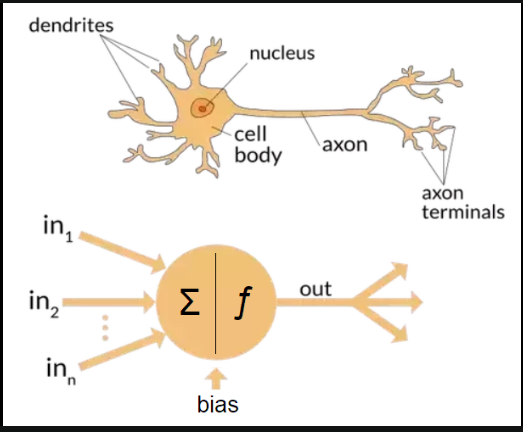 dendrites
nucleus
cell
body
axon
axon
terminals
in₁
in₂
inₙ
Σ
f
out
bias